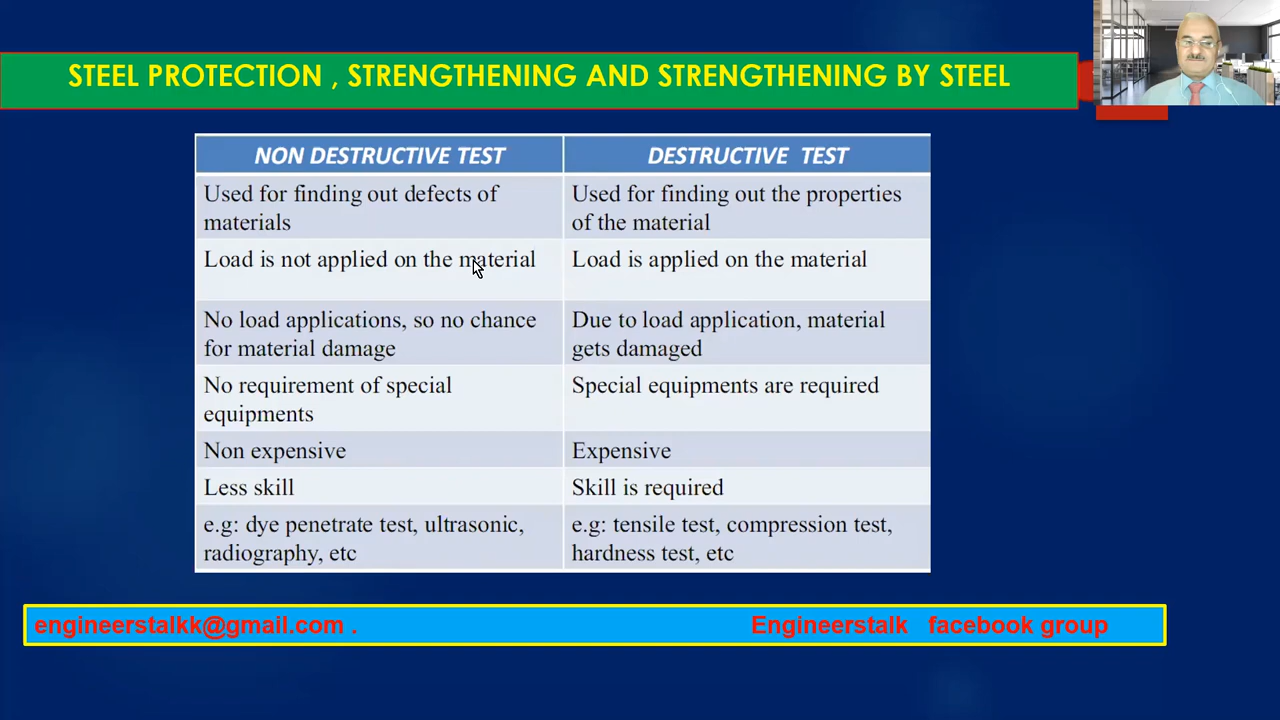 STEEL PROTECTION , STRENGTHENING AND STRENGTHENING BY STEEL
NON DESTRUCTIVE TEST
DESTRUCTIVE TEST
Used for finding out defects of
materials
Used for finding out the properties
of the material
Load is not applied on the material
Load is applied on the material
No load applications, so no chance
for material damage
Due to load application, material
gets damaged
No requirement of special
equipments
Special equipments are required
Non expensive
Expensive
Less skill
Skill is required
e.g: dye penetrate test, ultrasonic,
radiography, etc
e.g: tensile test, compression test,
hardness test, etc
engineerstalkk@gmail.com .
Engineerstalk facebook group